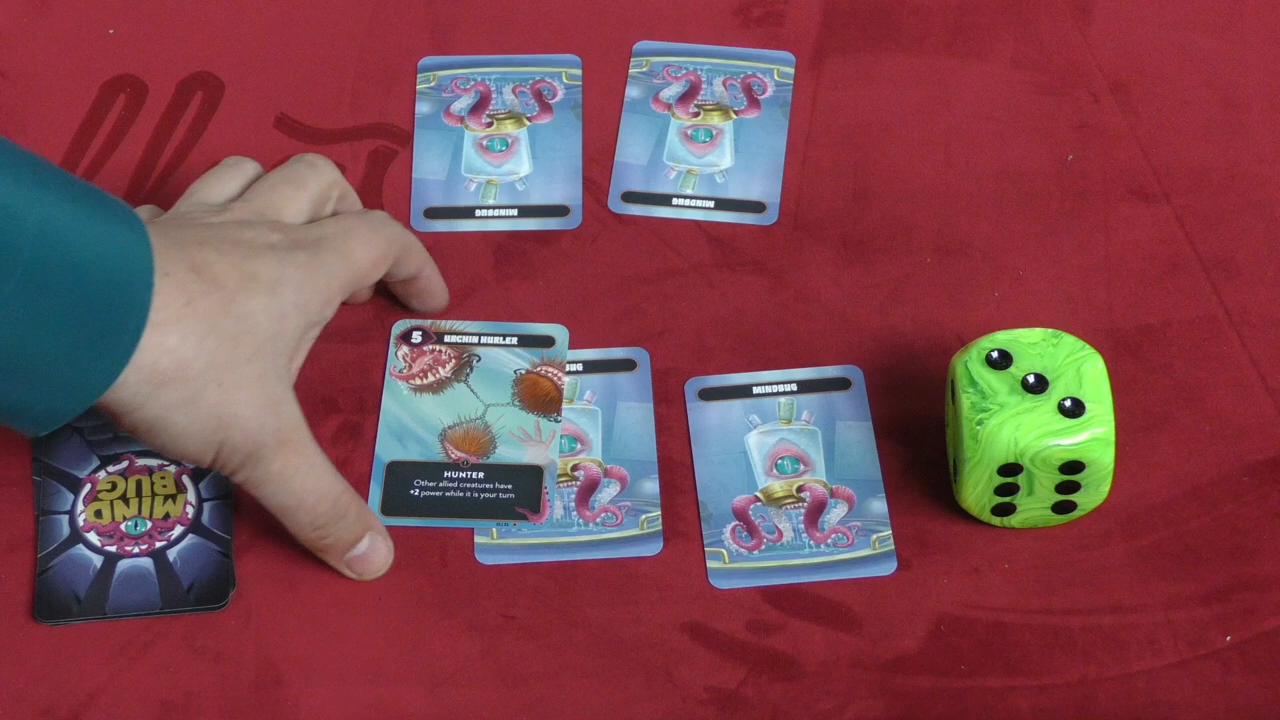 MINDBUG
MINDBUG
5
URCHIN HURLER
HUNTER
Other allied creatures have
+2 power while it is your turn
BUG
MINDBUG
MIND
BUG